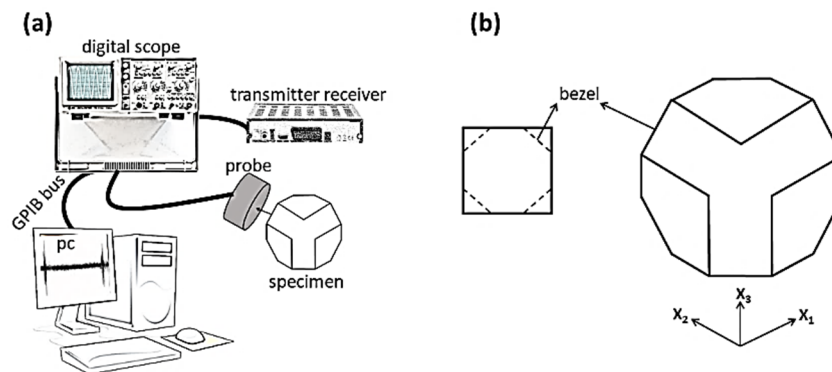 (a)
digital scope
transmitter receiver
probe
GPIB bus
pc
specimen
(b)
bezel
X₃
X₂
X₁